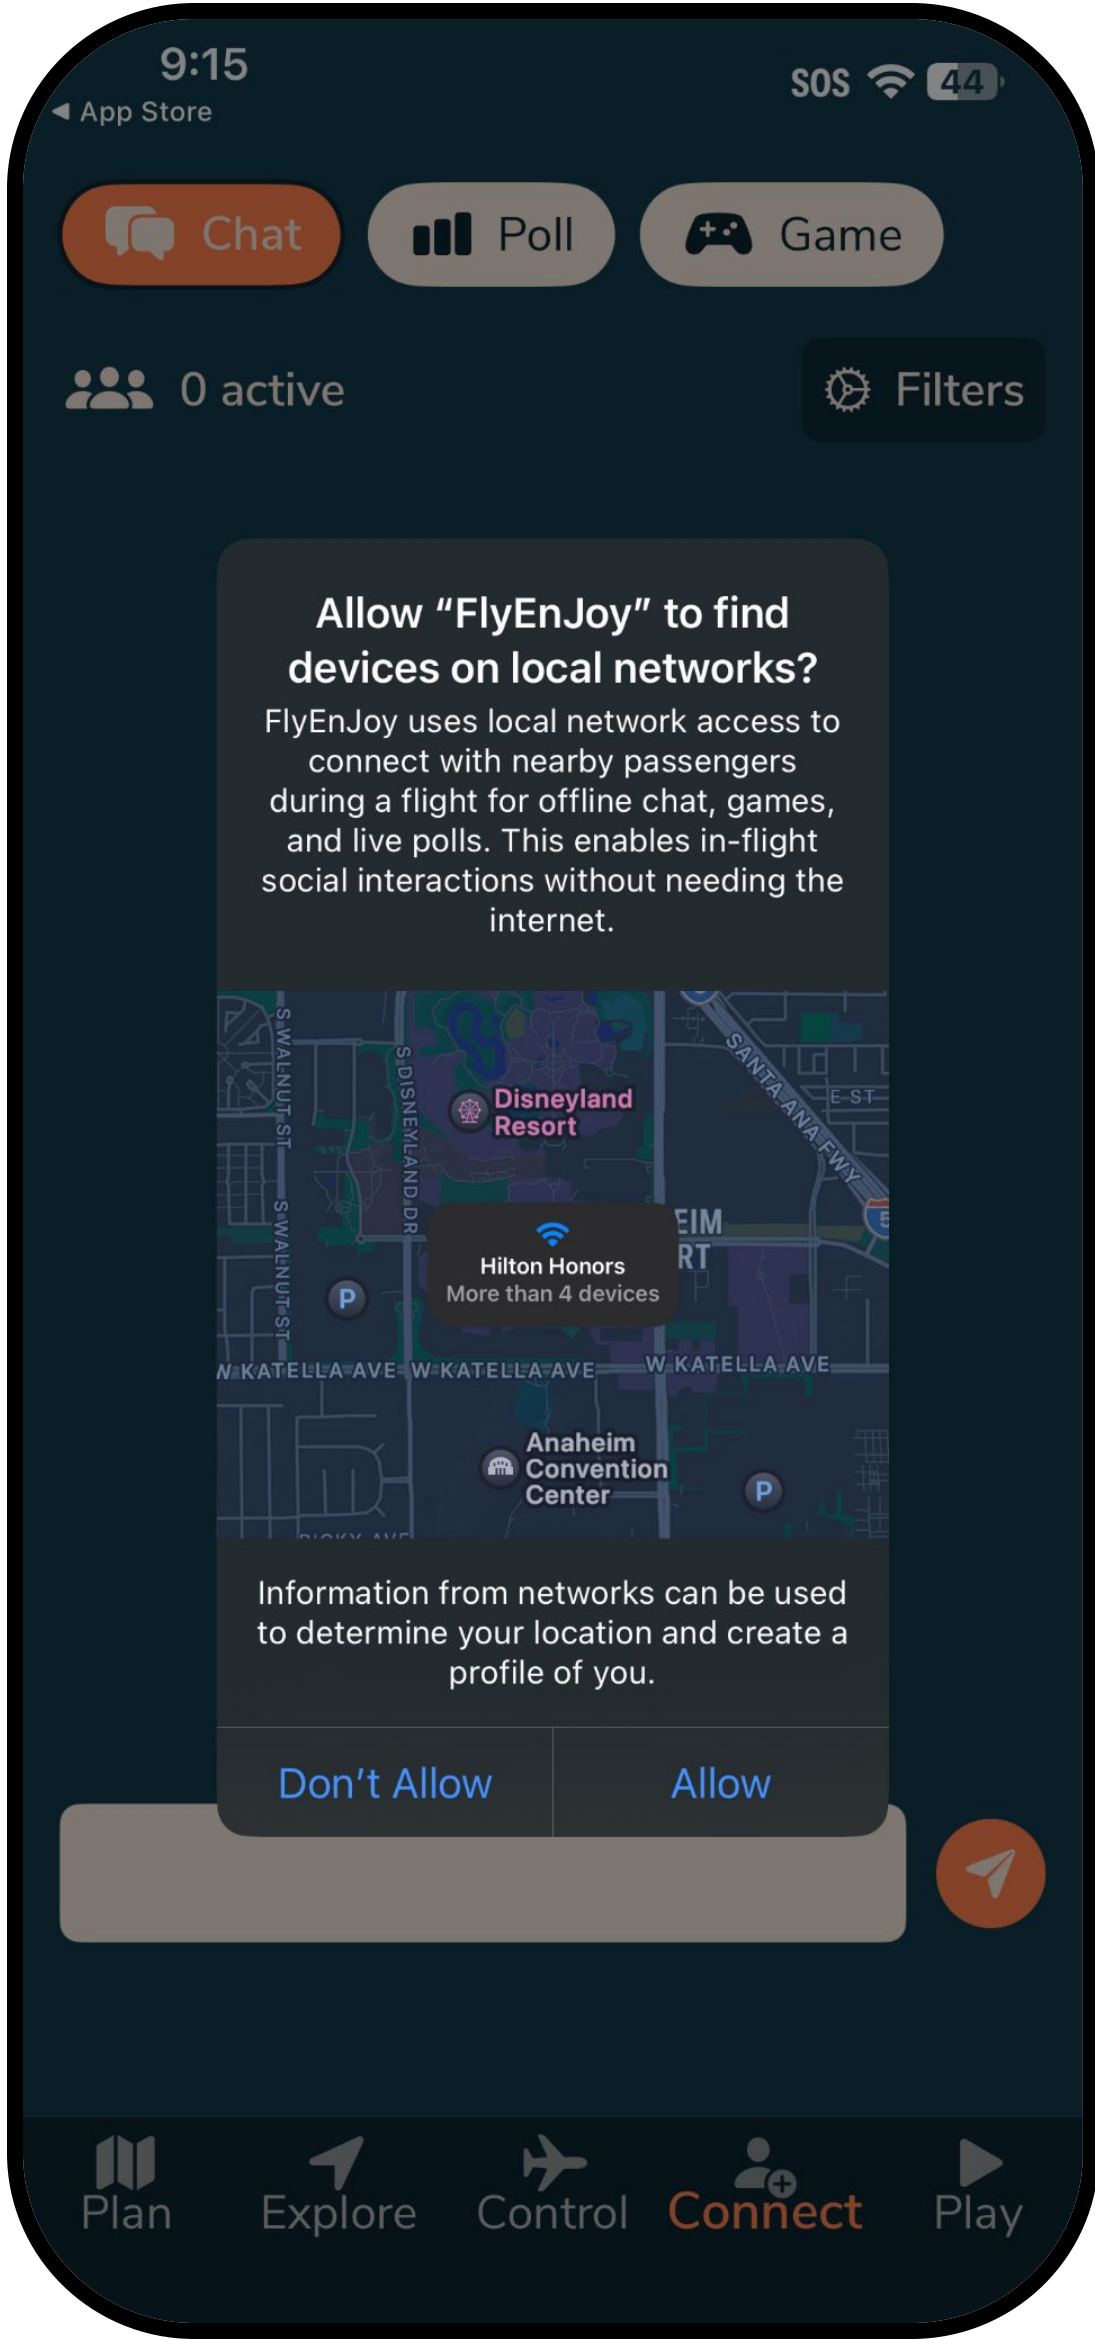 9:15
SOS
44
◀ App Store
Chat
Poll
Game
0 active
Filters
Allow “FlyEnJoy” to find
devices on local networks?
FlyEnJoy uses local network access to
connect with nearby passengers
during a flight for offline chat, games,
and live polls. This enables in-flight
social interactions without needing the
internet.
S WALNUT ST
S DISNEYLAND DR
SANTA ANA FWY
E ST
Disneyland
Resort
S WALNUT ST
5
EIM
RT
Hilton Honors
More than 4 devices
P
P
W KATELLA AVE
W KATELLA AVE
W KATELLA AVE
Anaheim
Convention
Center
P
Information from networks can be used
to determine your location and create a
profile of you.
Don’t Allow
Allow
Plan
Explore
Control
Connect
Play